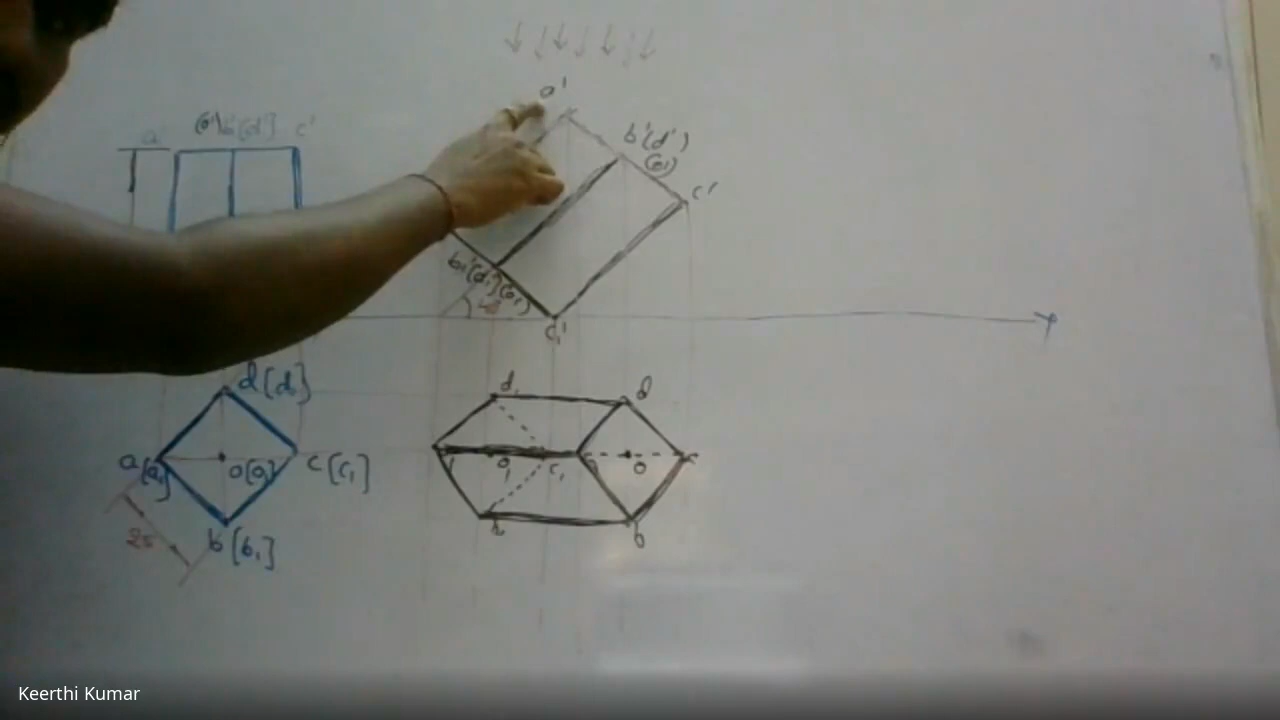 a'
b'(d')
(o₁)
c'
b'[d']
c'
b₁'[d₁'](o₁)
c₁'
Y
d[d₁]
a[a₁]
o[o₁]
c[c₁]
b[b₁]
25
d₁
d
o₁
c₁
o
b
Keerthi Kumar